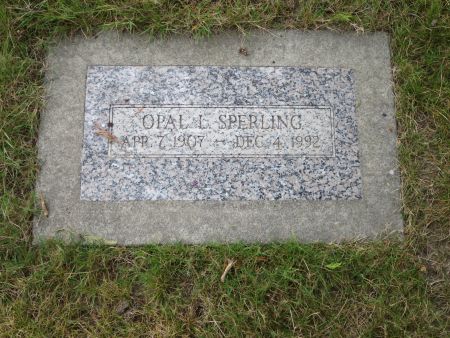 OPAL L. SPERLING
APR. 7, 1907 — DEC. 4, 1992